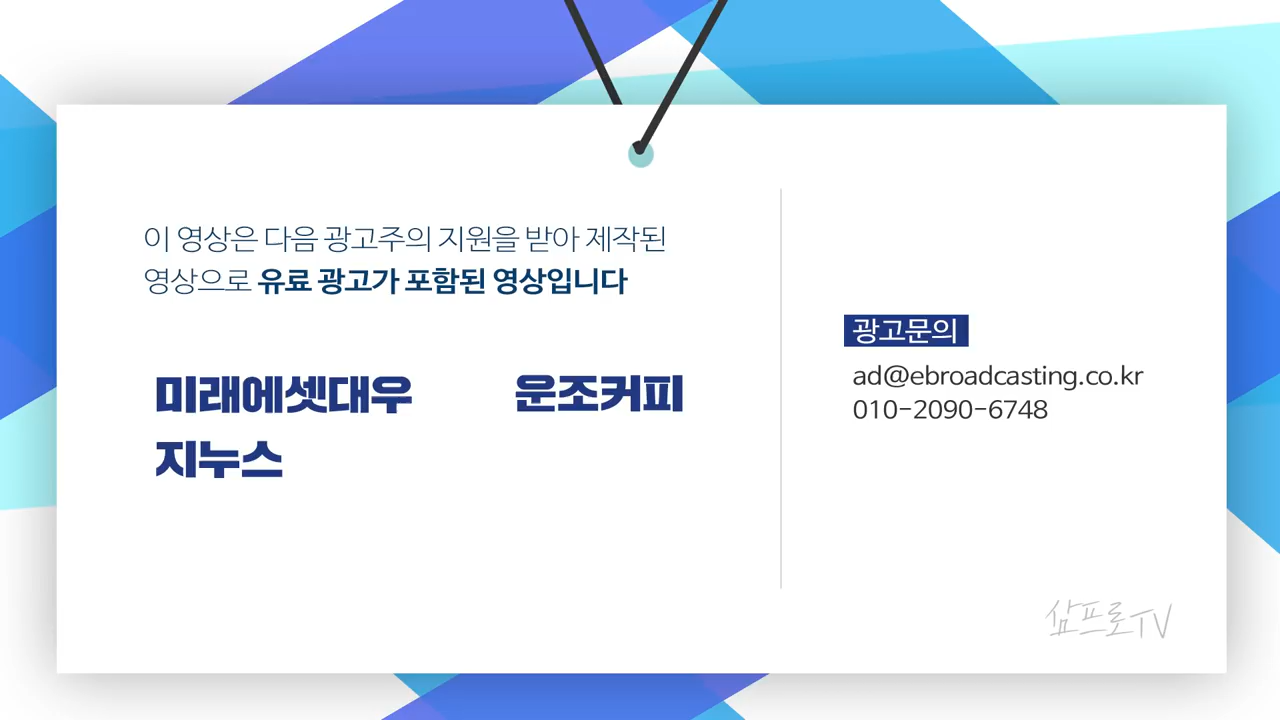 이 영상은 다음 광고주의 지원을 받아 제작된
영상으로 유료 광고가 포함된 영상입니다
미래에셋대우 운조커피
지누스
광고문의
ad@ebroadcasting.co.kr
010-2090-6748
삼프로TV